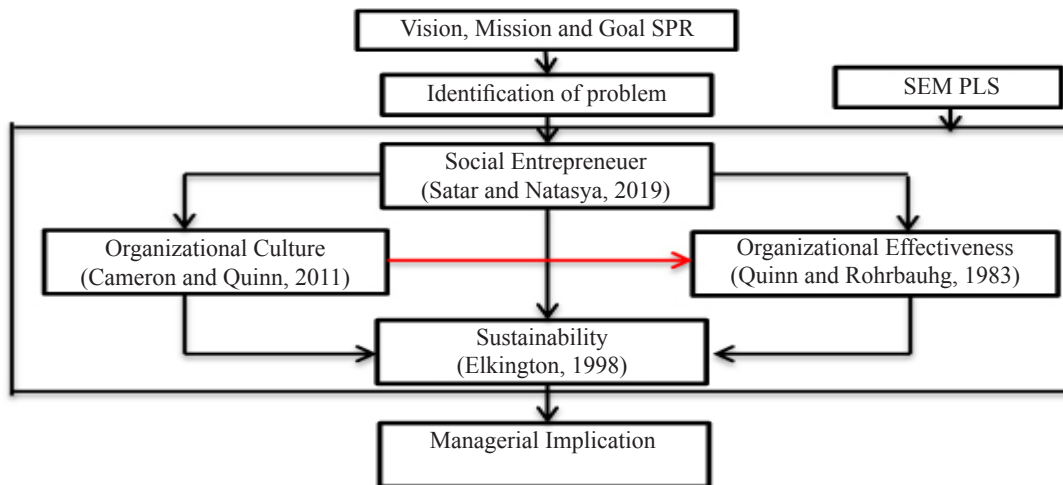 Vision, Mission and Goal SPR
Identification of problem
SEM PLS
Social Entrepreneuer
(Satar and Natasya, 2019)
Organizational Culture
(Cameron and Quinn, 2011)
Organizational Effectiveness
(Quinn and Rohrbauhg, 1983)
Sustainability
(Elkington, 1998)
Managerial Implication